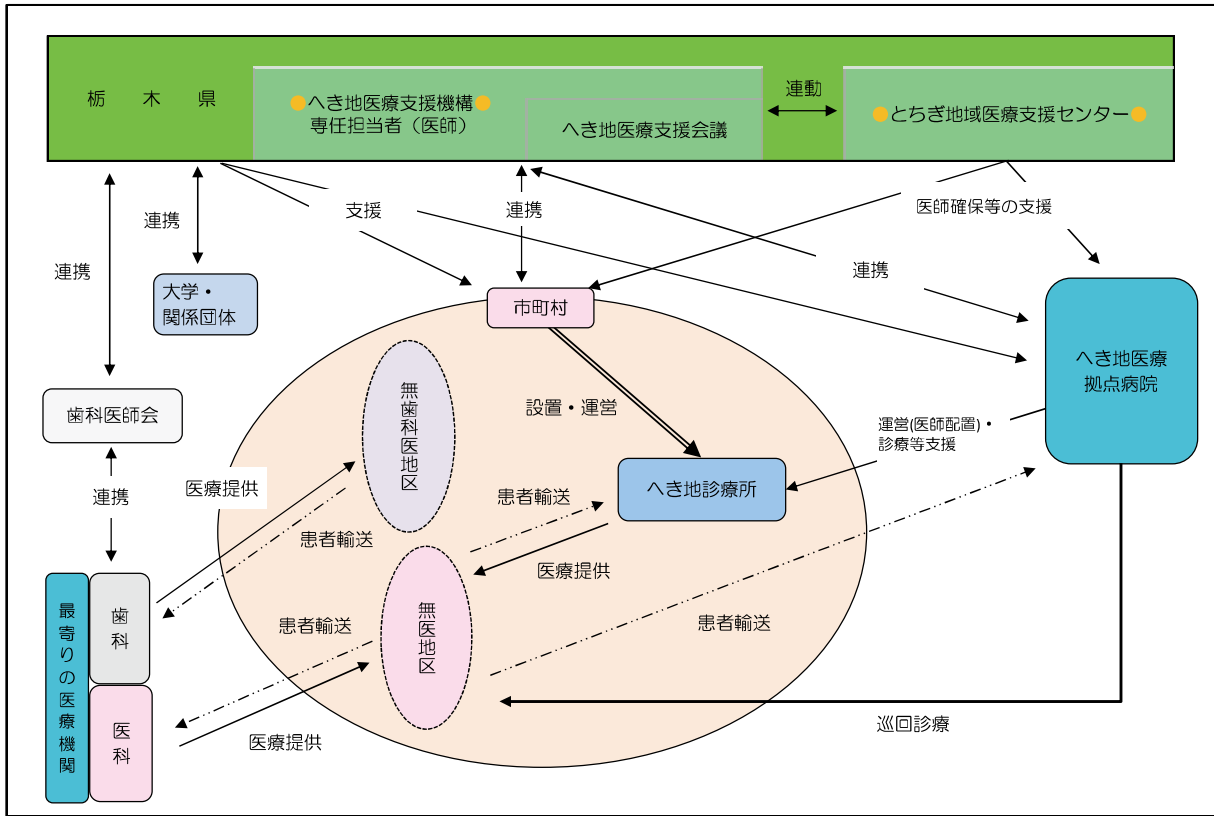 栃木県
●へき地医療支援機構●
専任担当者（医師）
へき地医療支援会議
連動
●とちぎ地域医療支援センター●
連携
支援
連携
医師確保等の支援
連携
連携
大学・
関係団体
市町村
へき地医療
拠点病院
歯科医師会
無歯科医地区
設置・運営
運営(医師配置)・
診療等支援
連携
医療提供
患者輸送
へき地診療所
患者輸送
医療提供
最寄りの医療機関
歯科
医科
患者輸送
無医地区
患者輸送
医療提供
巡回診療